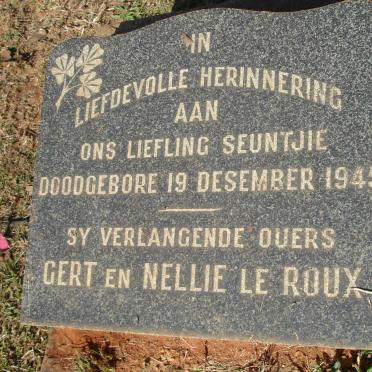 IN
LIEFDEVOLLE HERINNERING
AAN
ONS LIEFLING SEUNTJIE
DOODGEBORE 19 DESEMBER 1945
SY VERLANGENDE OUERS
GERT EN NELLIE LE ROUX